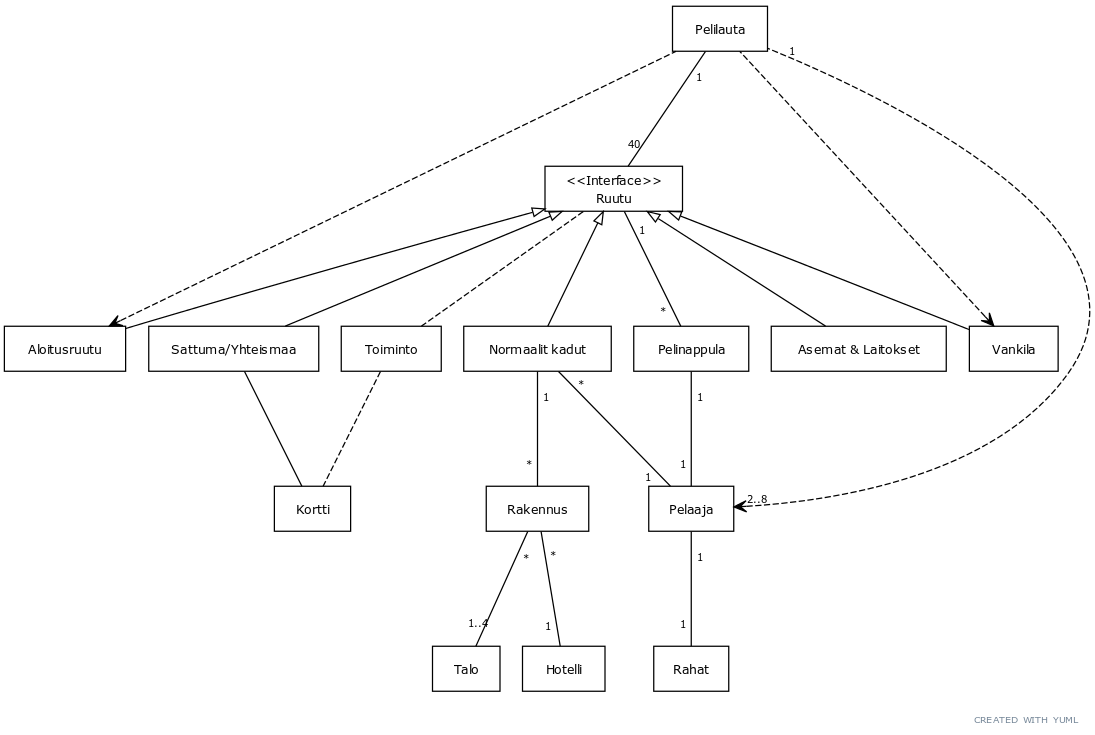 Pelilauta
1
1
40
<<Interface>>
Ruutu
1
*
Aloitusruutu
Sattuma/Yhteismaa
Toiminto
Normaalit kadut
Pelinappula
Asemat & Laitokset
Vankila
*
1
1
*
1
1
2..8
Kortti
Rakennus
Pelaaja
*
*
1
1..4
1
1
Talo
Hotelli
Rahat
CREATED WITH YUML